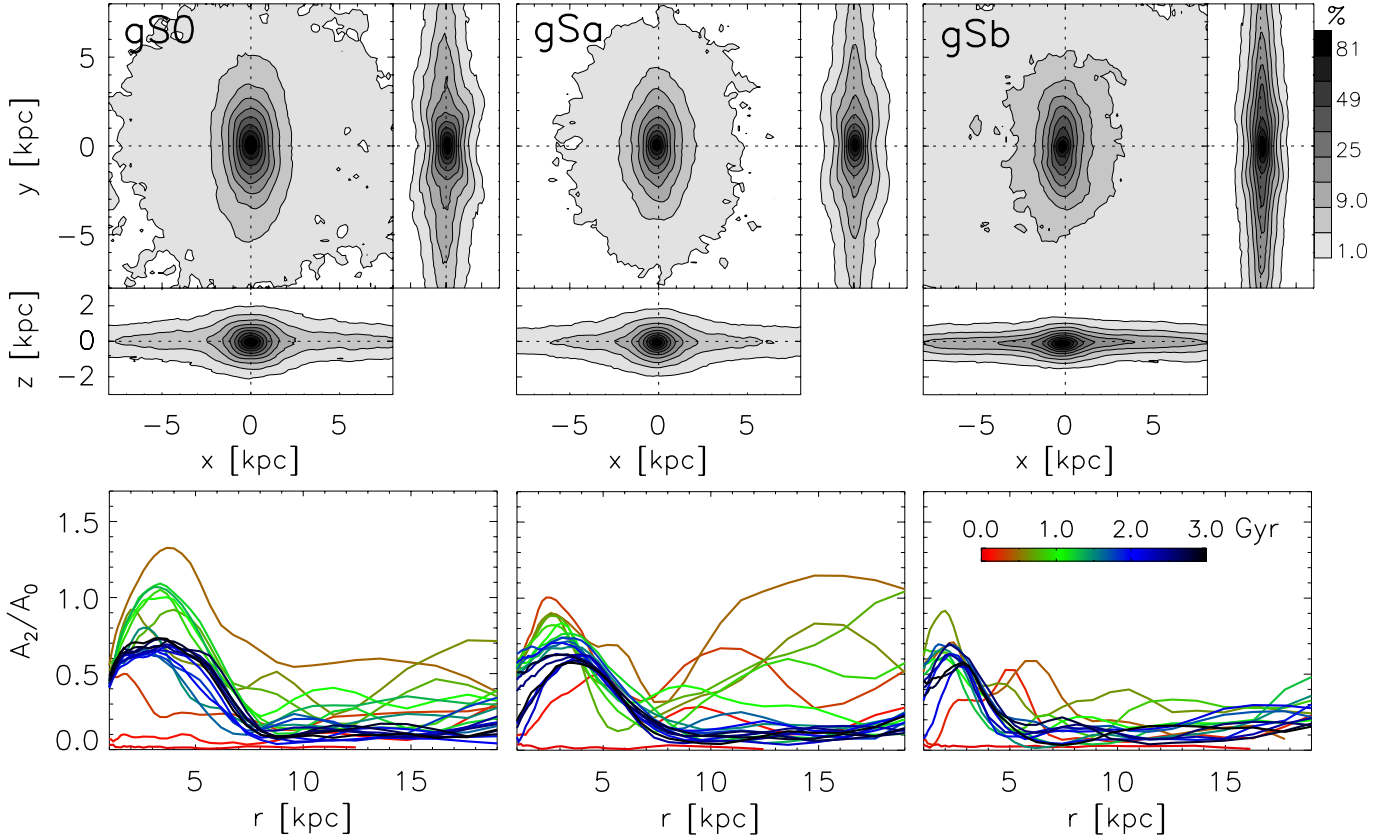 gS0 gSa gSb %
81
49
25
9.0
1.0
y [kpc]
5
0
−5
z [kpc]
2
0
−2
−5 0 5 −5 0 5 −5 0 5
x [kpc] x [kpc] x [kpc]
A2/A0
1.5
1.0
0.5
0.0
0.0 1.0 2.0 3.0 Gyr
5 10 15 5 10 15 5 10 15
r [kpc] r [kpc] r [kpc]